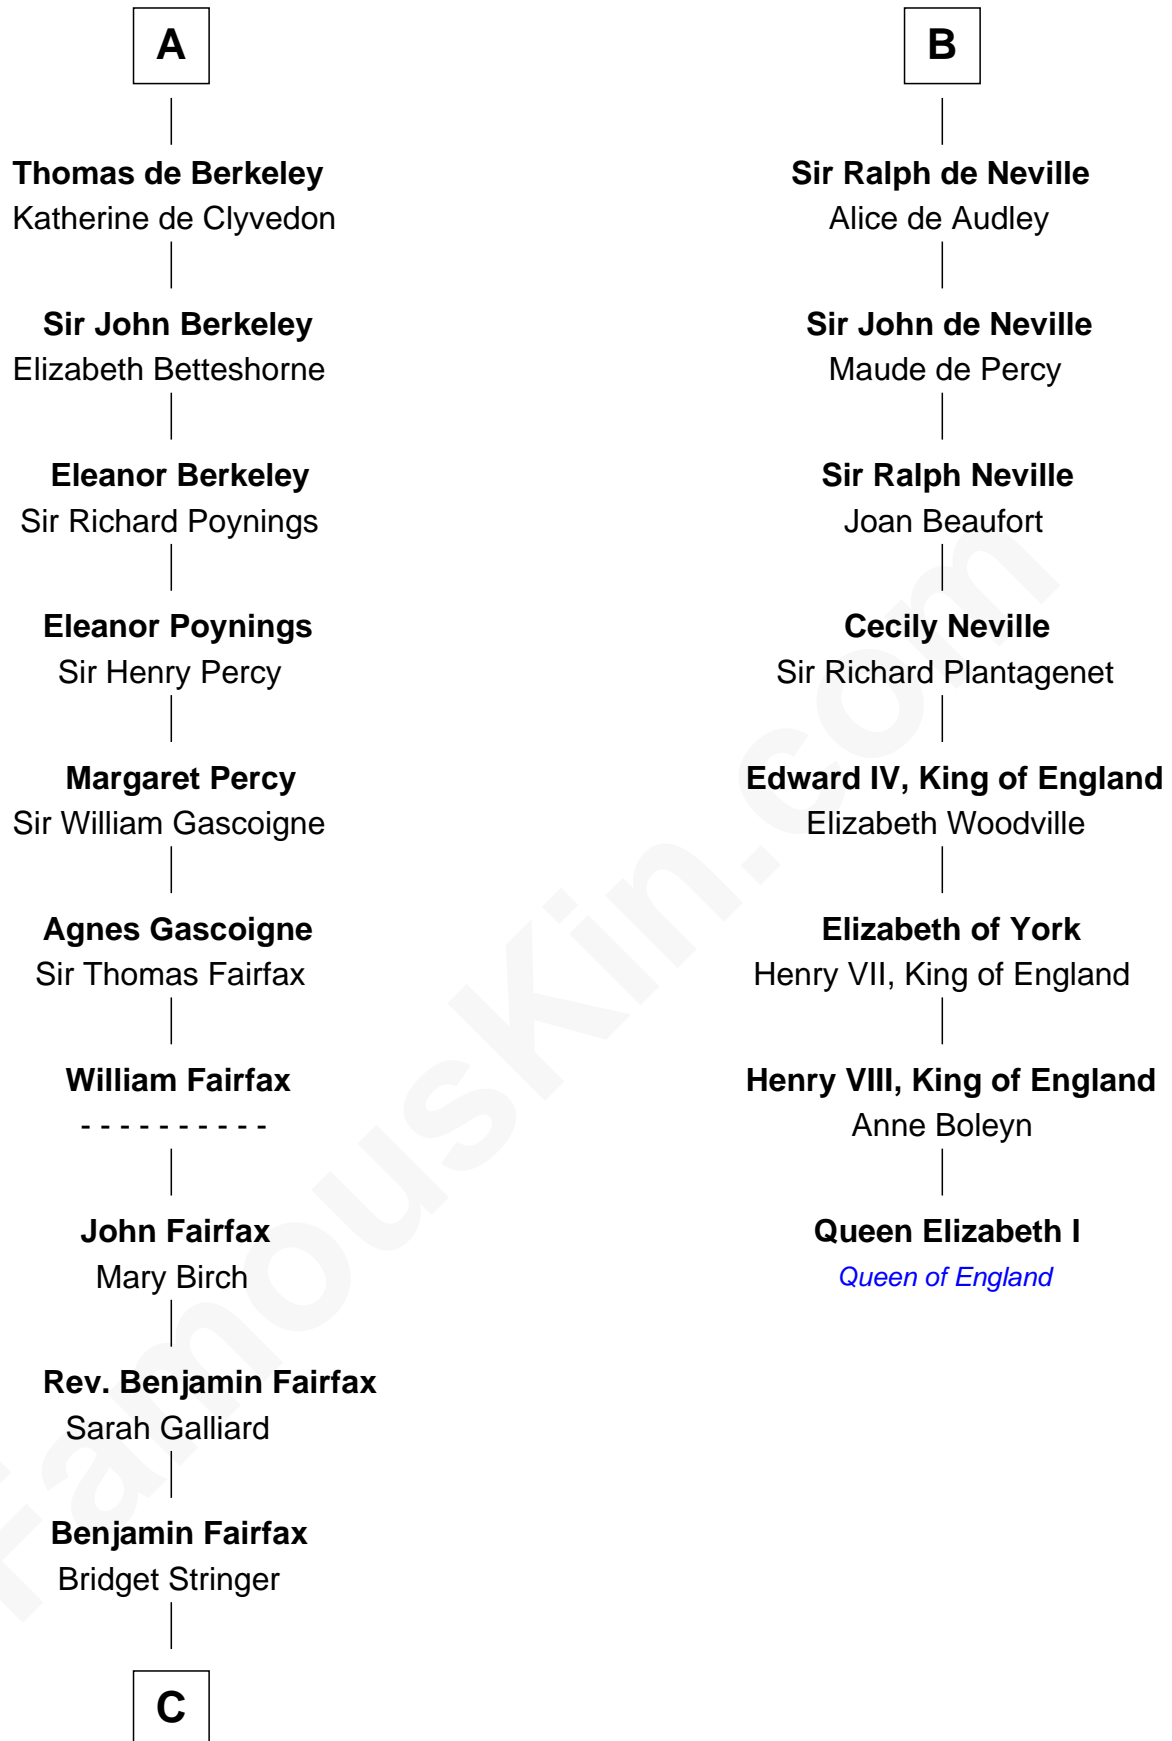 A
Thomas de Berkeley
Katherine de Clyvedon
Sir John Berkeley
Elizabeth Betteshorne
Eleanor Berkeley
Sir Richard Poynings
Eleanor Poynings
Sir Henry Percy
Margaret Percy
Sir William Gascoigne
Agnes Gascoigne
Sir Thomas Fairfax
William Fairfax
- - - - - - - - - -
John Fairfax
Mary Birch
Rev. Benjamin Fairfax
Sarah Galliard
Benjamin Fairfax
Bridget Stringer
C
B
Sir Ralph de Neville
Alice de Audley
Sir John de Neville
Maude de Percy
Sir Ralph Neville
Joan Beaufort
Cecily Neville
Sir Richard Plantagenet
Edward IV, King of England
Elizabeth Woodville
Elizabeth of York
Henry VII, King of England
Henry VIII, King of England
Anne Boleyn
Queen Elizabeth I
Queen of England
FamousKin.com